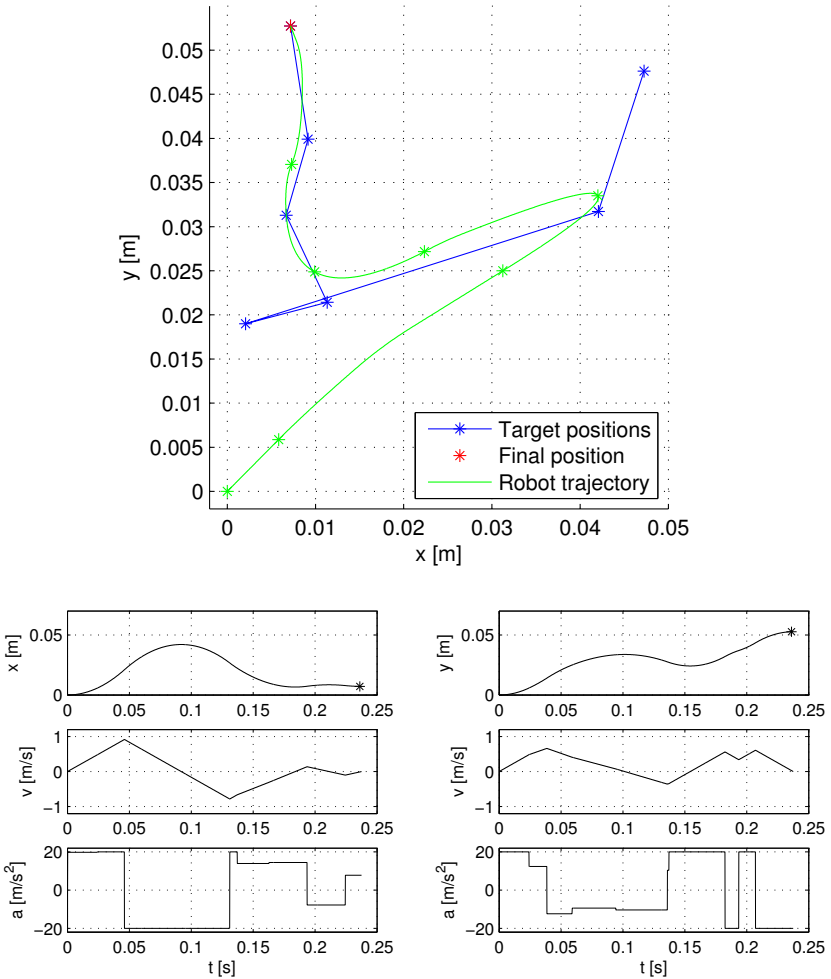 0.05
0.045
0.04
0.035
0.03
0.025
0.02
0.015
0.01
0.005
0
y [m]
0 0.01 0.02 0.03 0.04 0.05
x [m]
Target positions
Final position
Robot trajectory
x [m]
0.05
0
0 0.05 0.1 0.15 0.2 0.25
v [m/s]
1
0
−1
0 0.05 0.1 0.15 0.2 0.25
a [m/s²]
20
0
−20
0 0.05 0.1 0.15 0.2 0.25
t [s]
y [m]
0.05
0
0 0.05 0.1 0.15 0.2 0.25
v [m/s]
1
0
−1
0 0.05 0.1 0.15 0.2 0.25
a [m/s²]
20
0
−20
0 0.05 0.1 0.15 0.2 0.25
t [s]